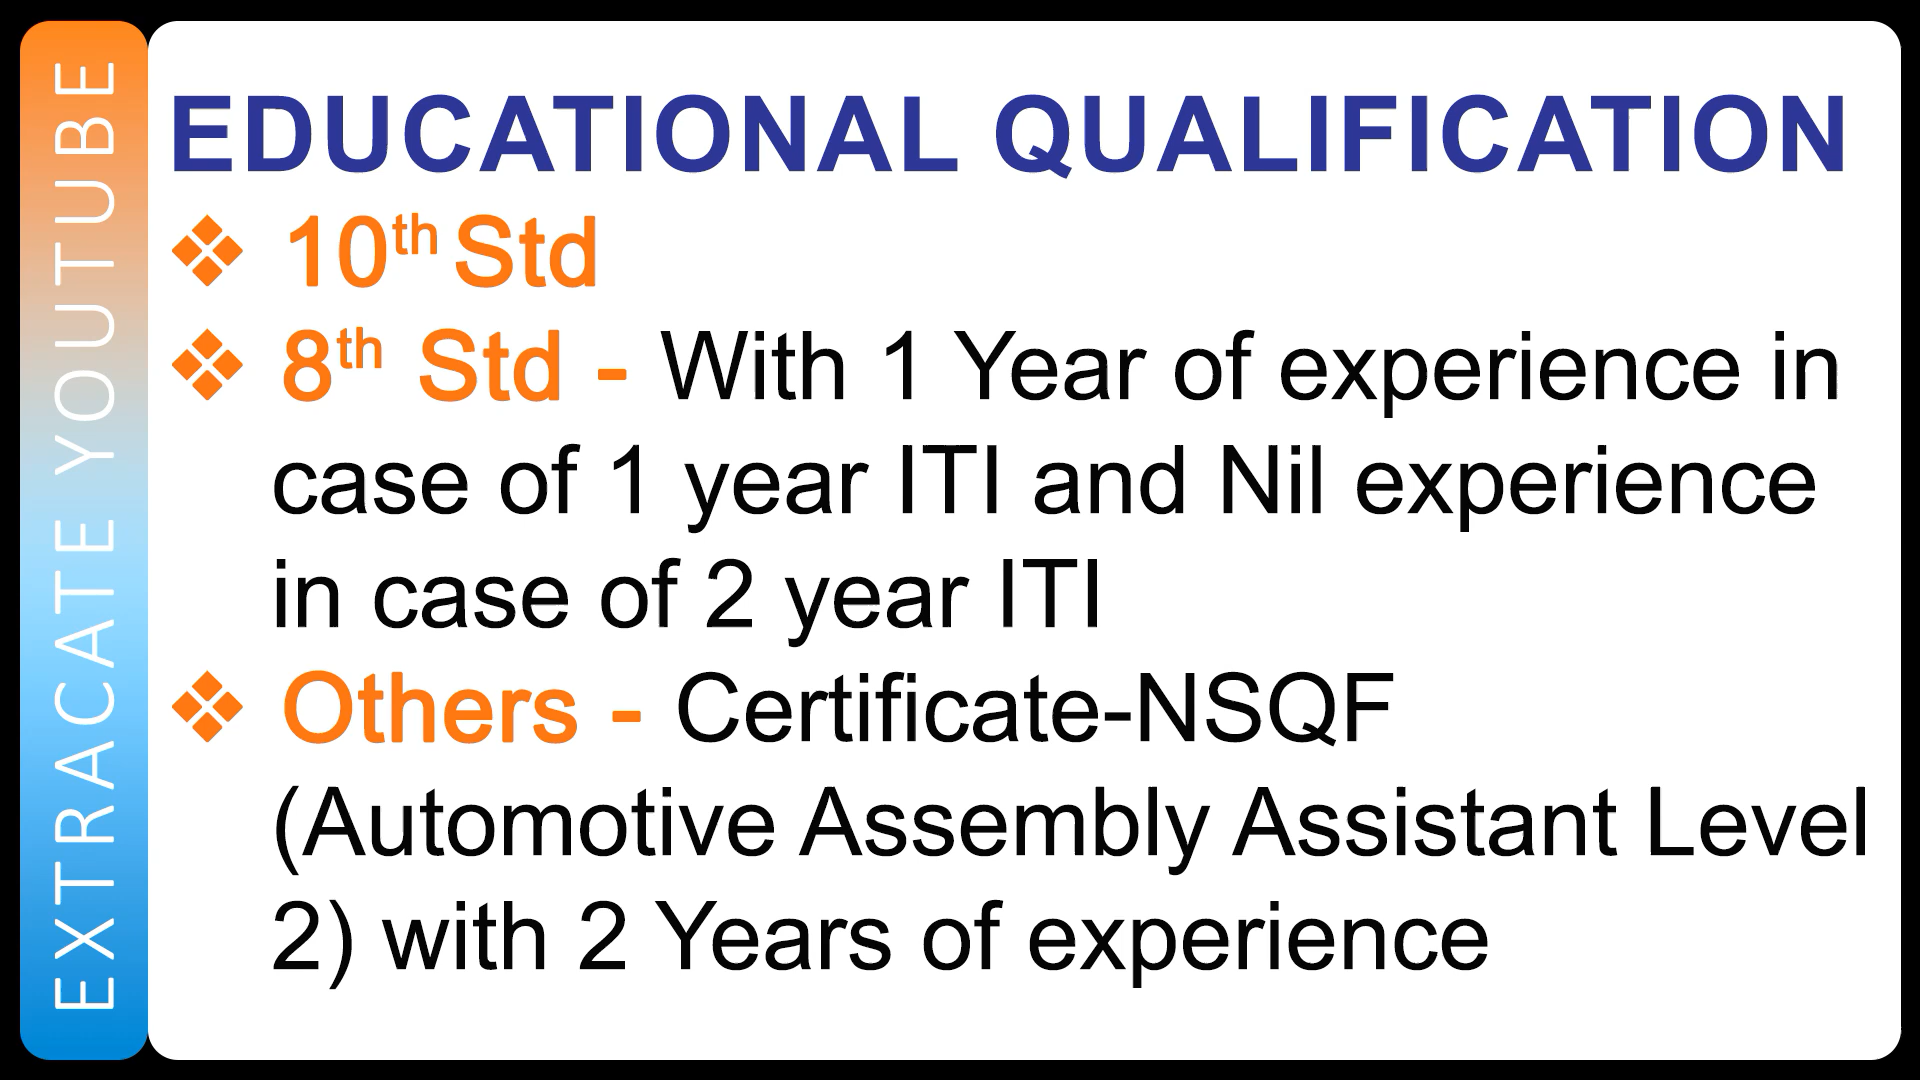 EXTRACATE YOUTUBE
EDUCATIONAL QUALIFICATION
❖ 10th Std
❖ 8th Std - With 1 Year of experience in
case of 1 year ITI and Nil experience
in case of 2 year ITI
❖ Others - Certificate-NSQF
(Automotive Assembly Assistant Level
2) with 2 Years of experience